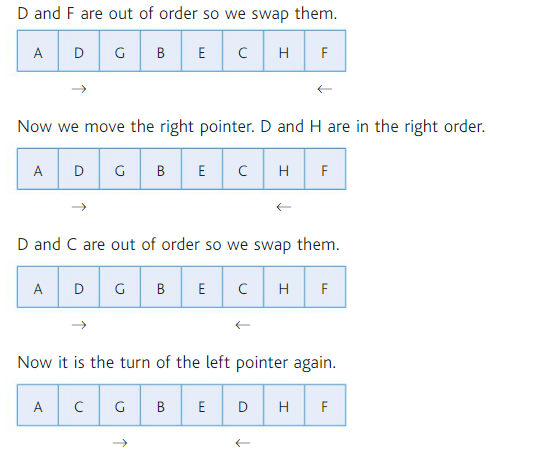 D and F are out of order so we swap them.
A D G B E C H F
→ ←
Now we move the right pointer. D and H are in the right order.
A D G B E C H F
→ ←
D and C are out of order so we swap them.
A D G B E C H F
→ ←
Now it is the turn of the left pointer again.
A C G B E D H F
→ ←